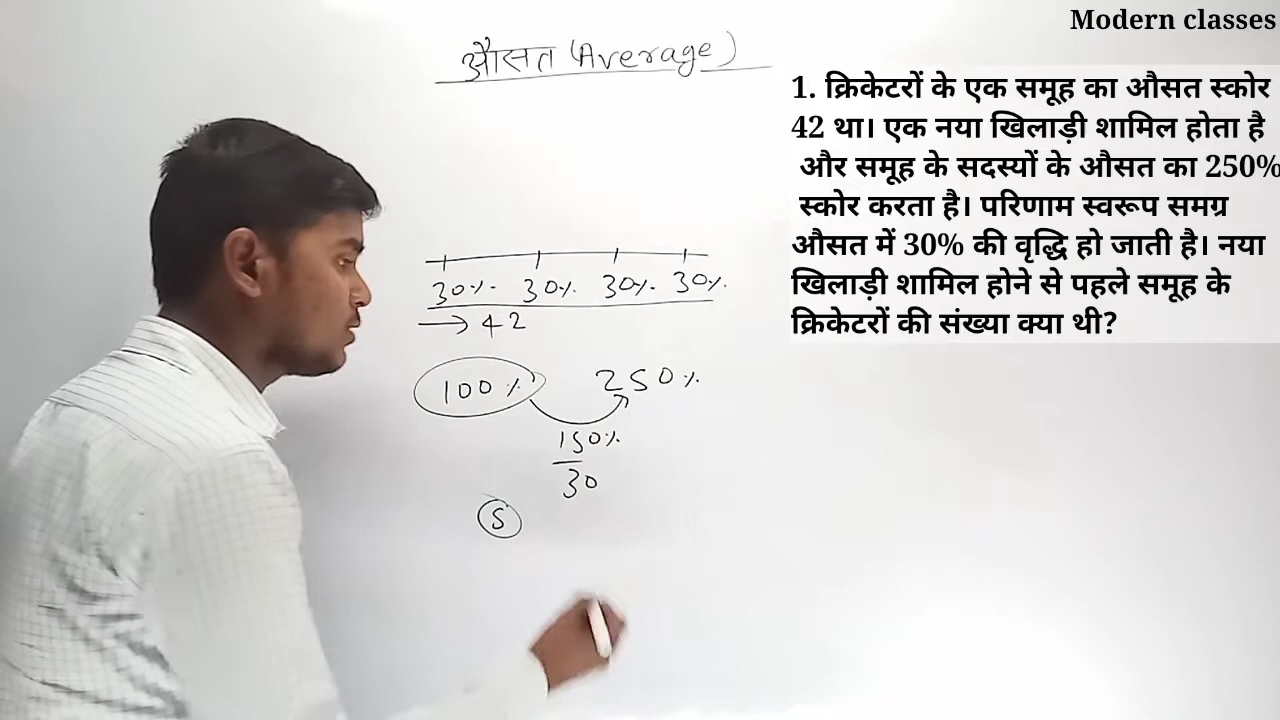 Modern classes
औसत (Average)
1. क्रिकेटरों के एक समूह का औसत स्कोर
42 था। एक नया खिलाड़ी शामिल होता है
और समूह के सदस्यों के औसत का 250%
स्कोर करता है। परिणाम स्वरूप समग्र
औसत में 30% की वृद्धि हो जाती है। नया
खिलाड़ी शामिल होने से पहले समूह के
क्रिकेटरों की संख्या क्या थी?
30% 30% 30% 30%
→ 42
100% 250%
150%
30
5